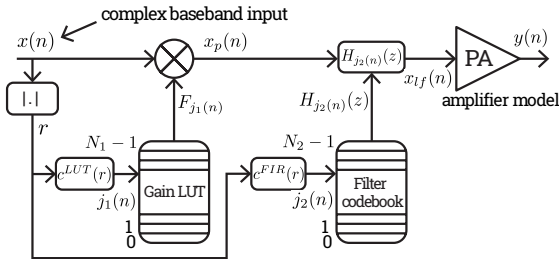 complex baseband input
x(n)
x_p(n)
H_{j_2(n)}(z)
x_{lf}(n)
PA
y(n)
amplifier model
|.|
r
F_{j_1(n)}
H_{j_2(n)}(z)
N_1 − 1
N_2 − 1
c^{LUT}(r)
j_1(n)
Gain LUT
1
0
c^{FIR}(r)
j_2(n)
Filter
codebook
1
0